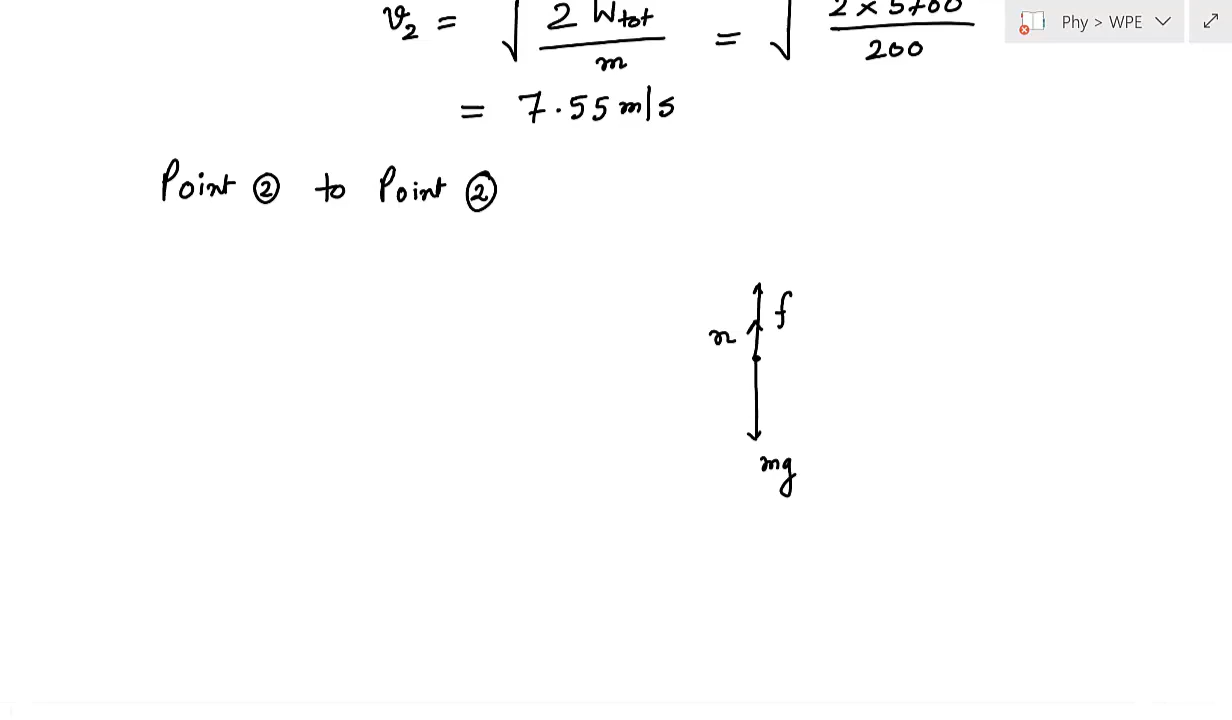 v₂ = √(2 W_tot / m) = √(2 × 5700 / 200)
Phy > WPE
= 7.55 m/s
Point ② to Point ②
f
n
mg